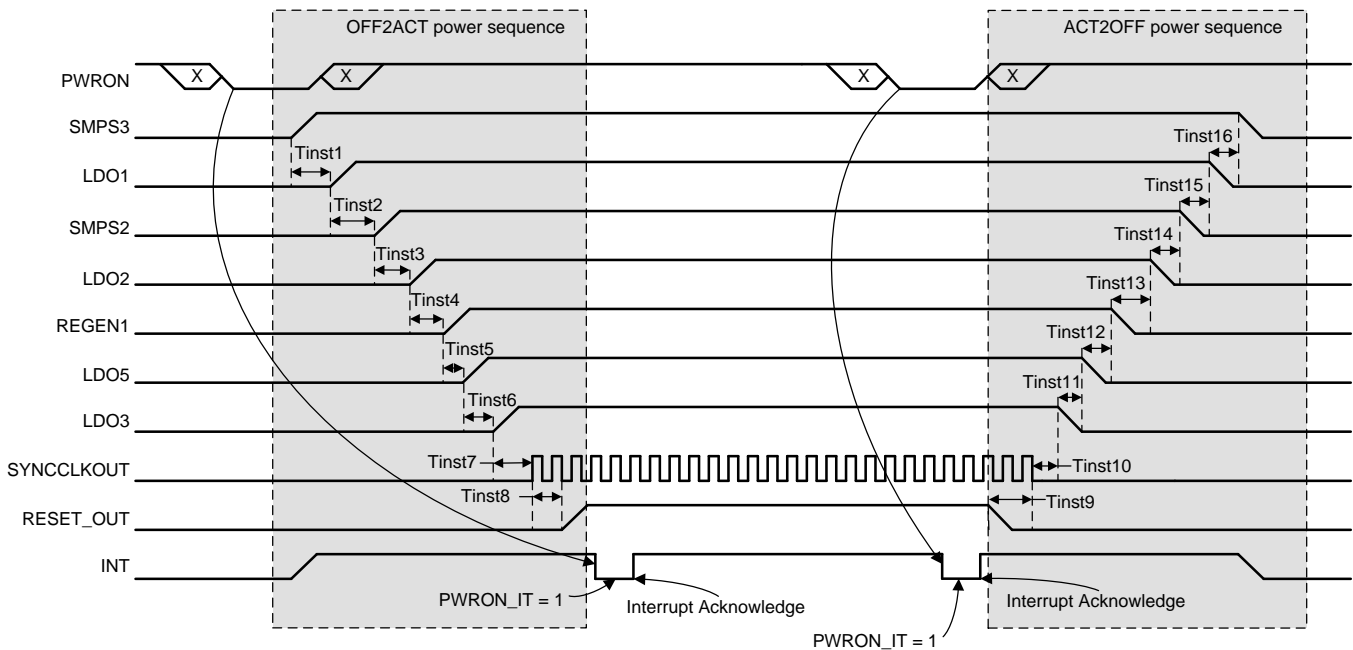 OFF2ACT power sequence
ACT2OFF power sequence
PWRON
X
X
X
X
SMPS3
Tinst1
Tinst16
LDO1
Tinst2
Tinst15
SMPS2
Tinst3
Tinst14
LDO2
Tinst4
Tinst13
REGEN1
Tinst5
Tinst12
LDO5
Tinst6
Tinst11
LDO3
Tinst7
Tinst10
SYNCCLKOUT
Tinst8
Tinst9
RESET_OUT
INT
PWRON_IT = 1
Interrupt Acknowledge
Interrupt Acknowledge
PWRON_IT = 1